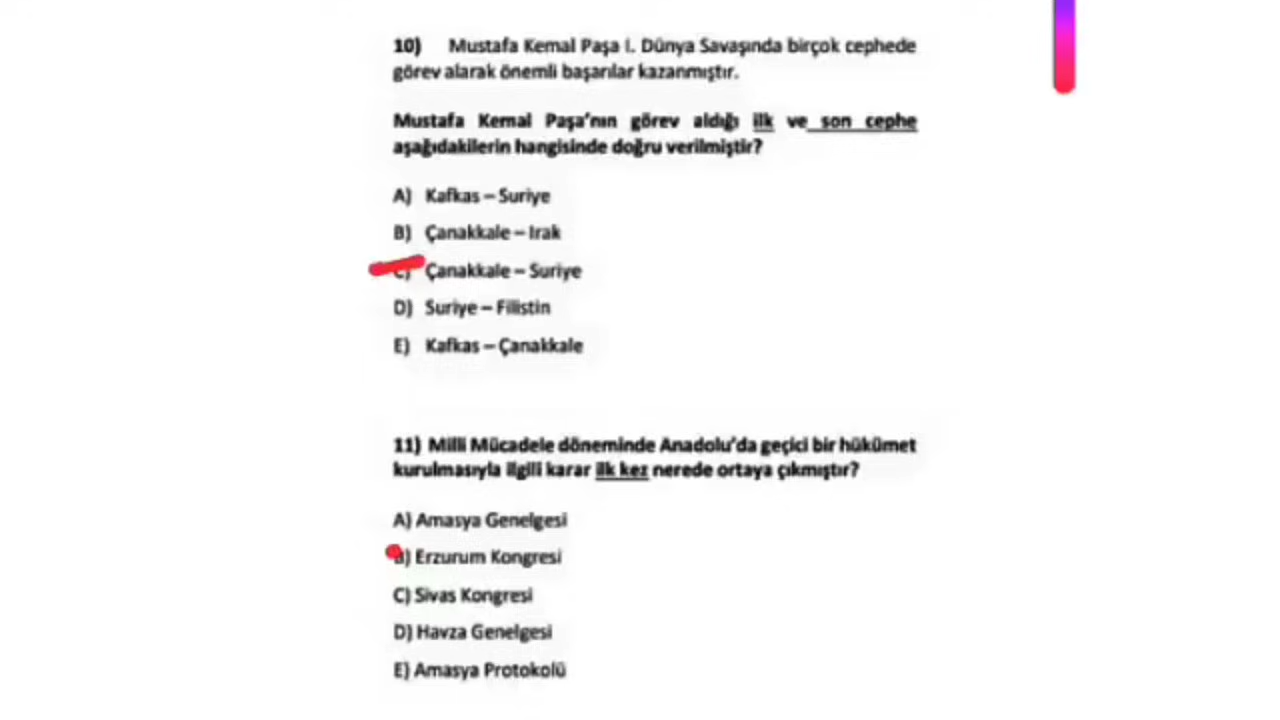 10) Mustafa Kemal Paşa I. Dünya Savaşında birçok cephede
görev alarak önemli başarılar kazanmıştır.
Mustafa Kemal Paşa'nın görev aldığı ilk ve son cephe
aşağıdakilerin hangisinde doğru verilmiştir?
A) Kafkas – Suriye
B) Çanakkale – Irak
C) Çanakkale – Suriye
D) Suriye – Filistin
E) Kafkas – Çanakkale
11) Milli Mücadele döneminde Anadolu'da geçici bir hükümet
kurulmasıyla ilgili karar ilk kez nerede ortaya çıkmıştır?
A) Amasya Genelgesi
B) Erzurum Kongresi
C) Sivas Kongresi
D) Havza Genelgesi
E) Amasya Protokolü